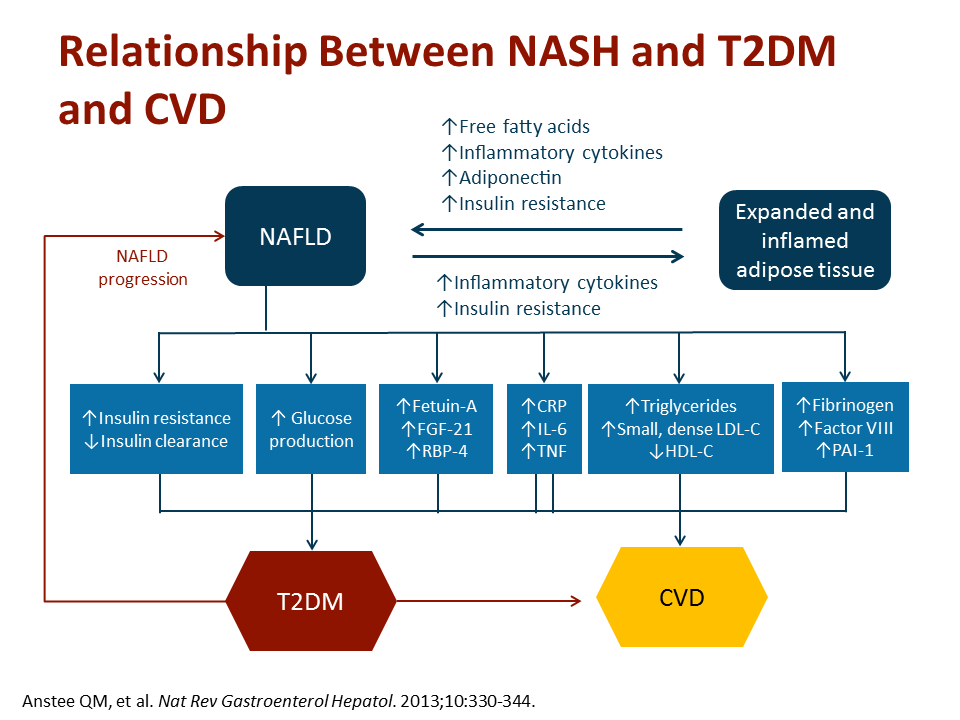 Relationship Between NASH and T2DM
and CVD
↑Free fatty acids
↑Inflammatory cytokines
↑Adiponectin
↑Insulin resistance
NAFLD
Expanded and
inflamed
adipose tissue
NAFLD
progression
↑Inflammatory cytokines
↑Insulin resistance
↑Insulin resistance
↓Insulin clearance
↑ Glucose
production
↑Fetuin-A
↑FGF-21
↑RBP-4
↑CRP
↑IL-6
↑TNF
↑Triglycerides
↑Small, dense LDL-C
↓HDL-C
↑Fibrinogen
↑Factor VIII
↑PAI-1
T2DM
CVD
Anstee QM, et al. Nat Rev Gastroenterol Hepatol. 2013;10:330-344.